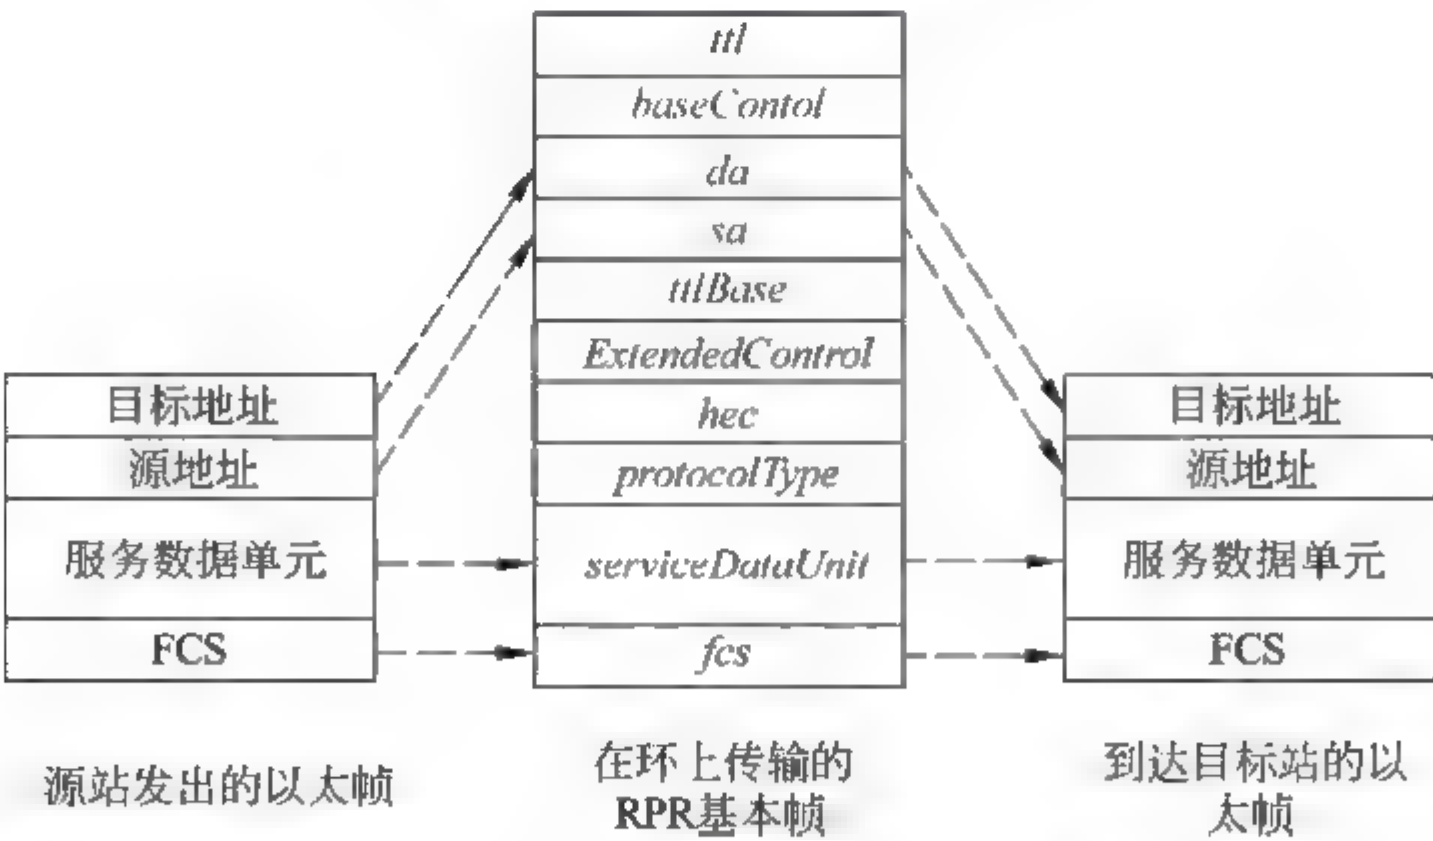 ttl
baseContol
da
sa
ttlBase
ExtendedControl
hec
protocolType
serviceDataUnit
fcs
目标地址
源地址
服务数据单元
FCS
目标地址
源地址
服务数据单元
FCS
源站发出的以太帧
在环上传输的
RPR基本帧
到达目标站的以
太帧